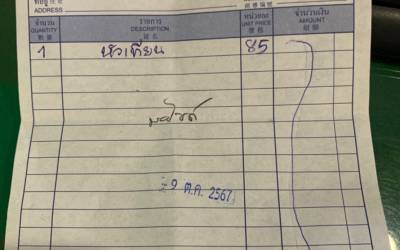 ADDRESS
จำนวน รายการ หน่วยละ จำนวนเงิน
QUANTITY DESCRIPTION UNIT PRICE AMOUNT
1 หัวเทียน 85
9 ต.ค. 2567